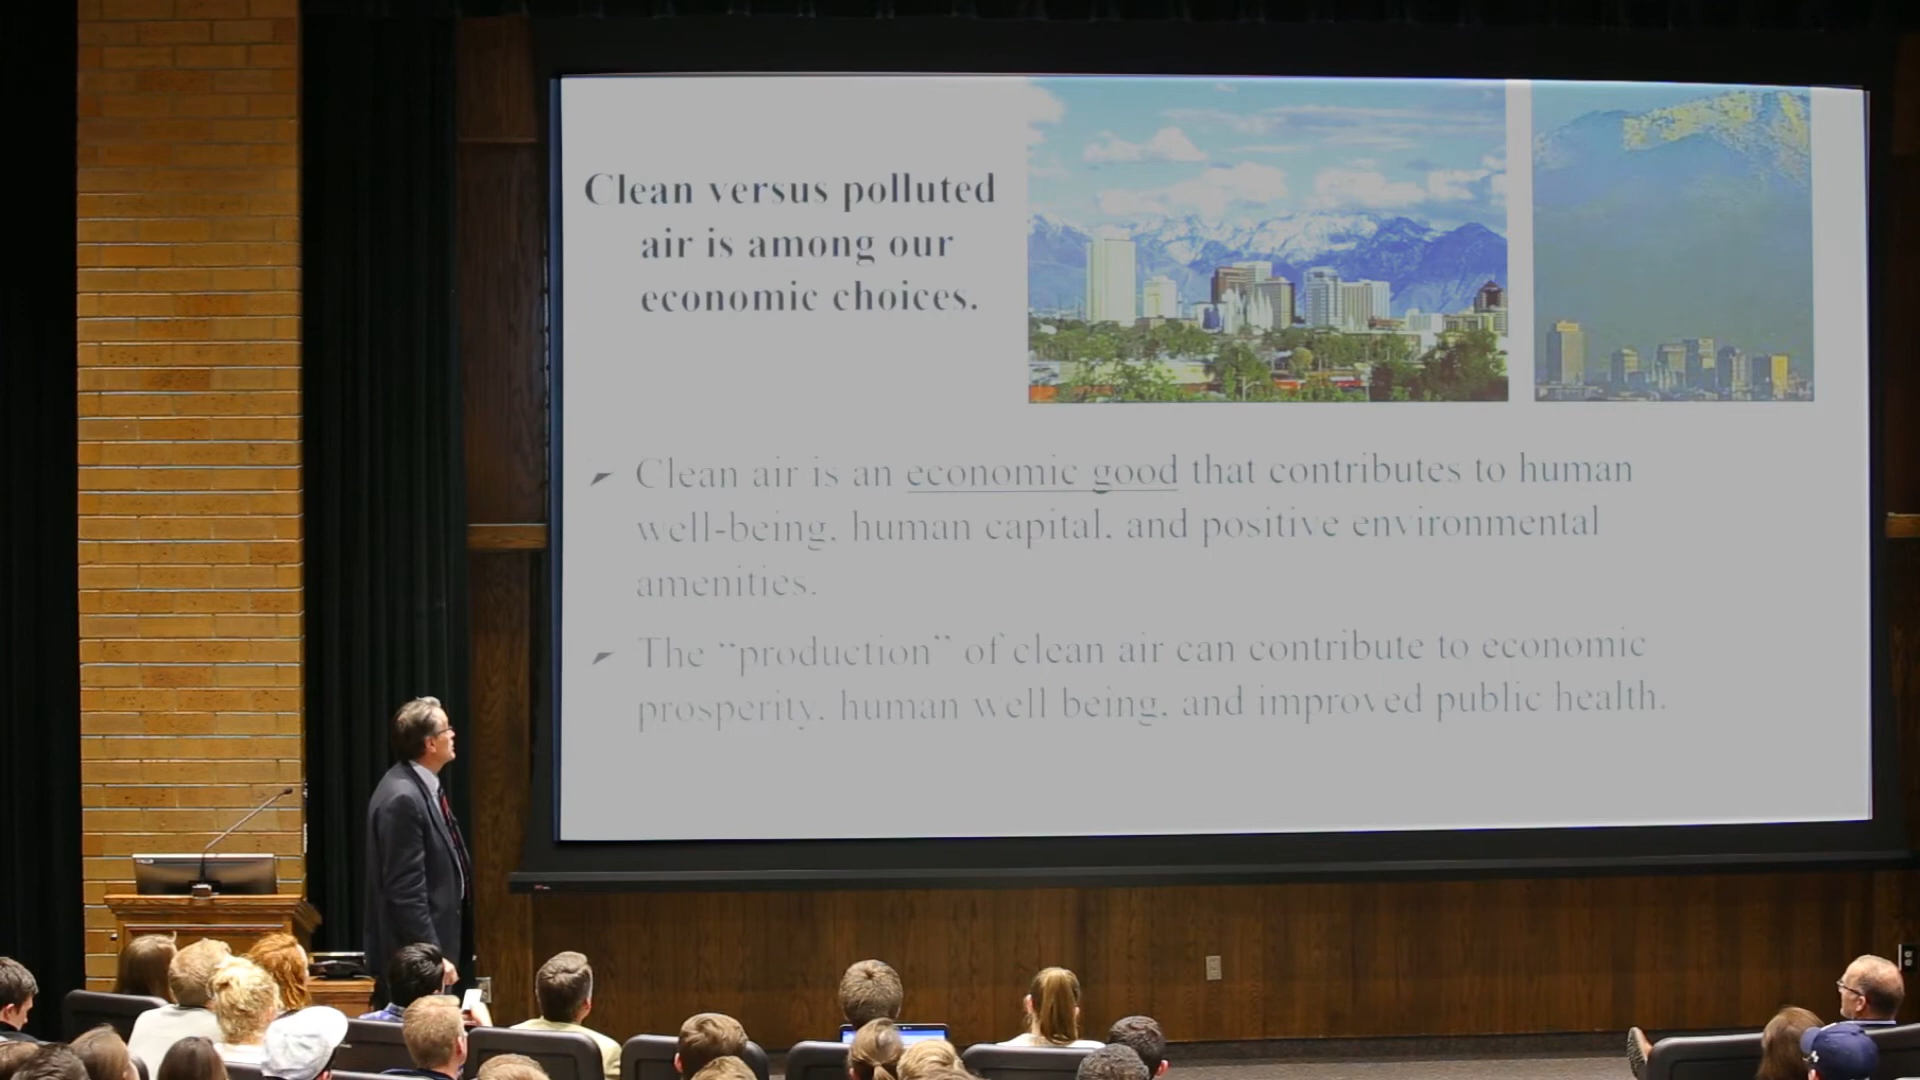 Clean versus polluted
air is among our
economic choices.
➤ Clean air is an economic good that contributes to human
well-being, human capital, and positive environmental
amenities.
➤ The “production” of clean air can contribute to economic
prosperity, human well being, and improved public health.